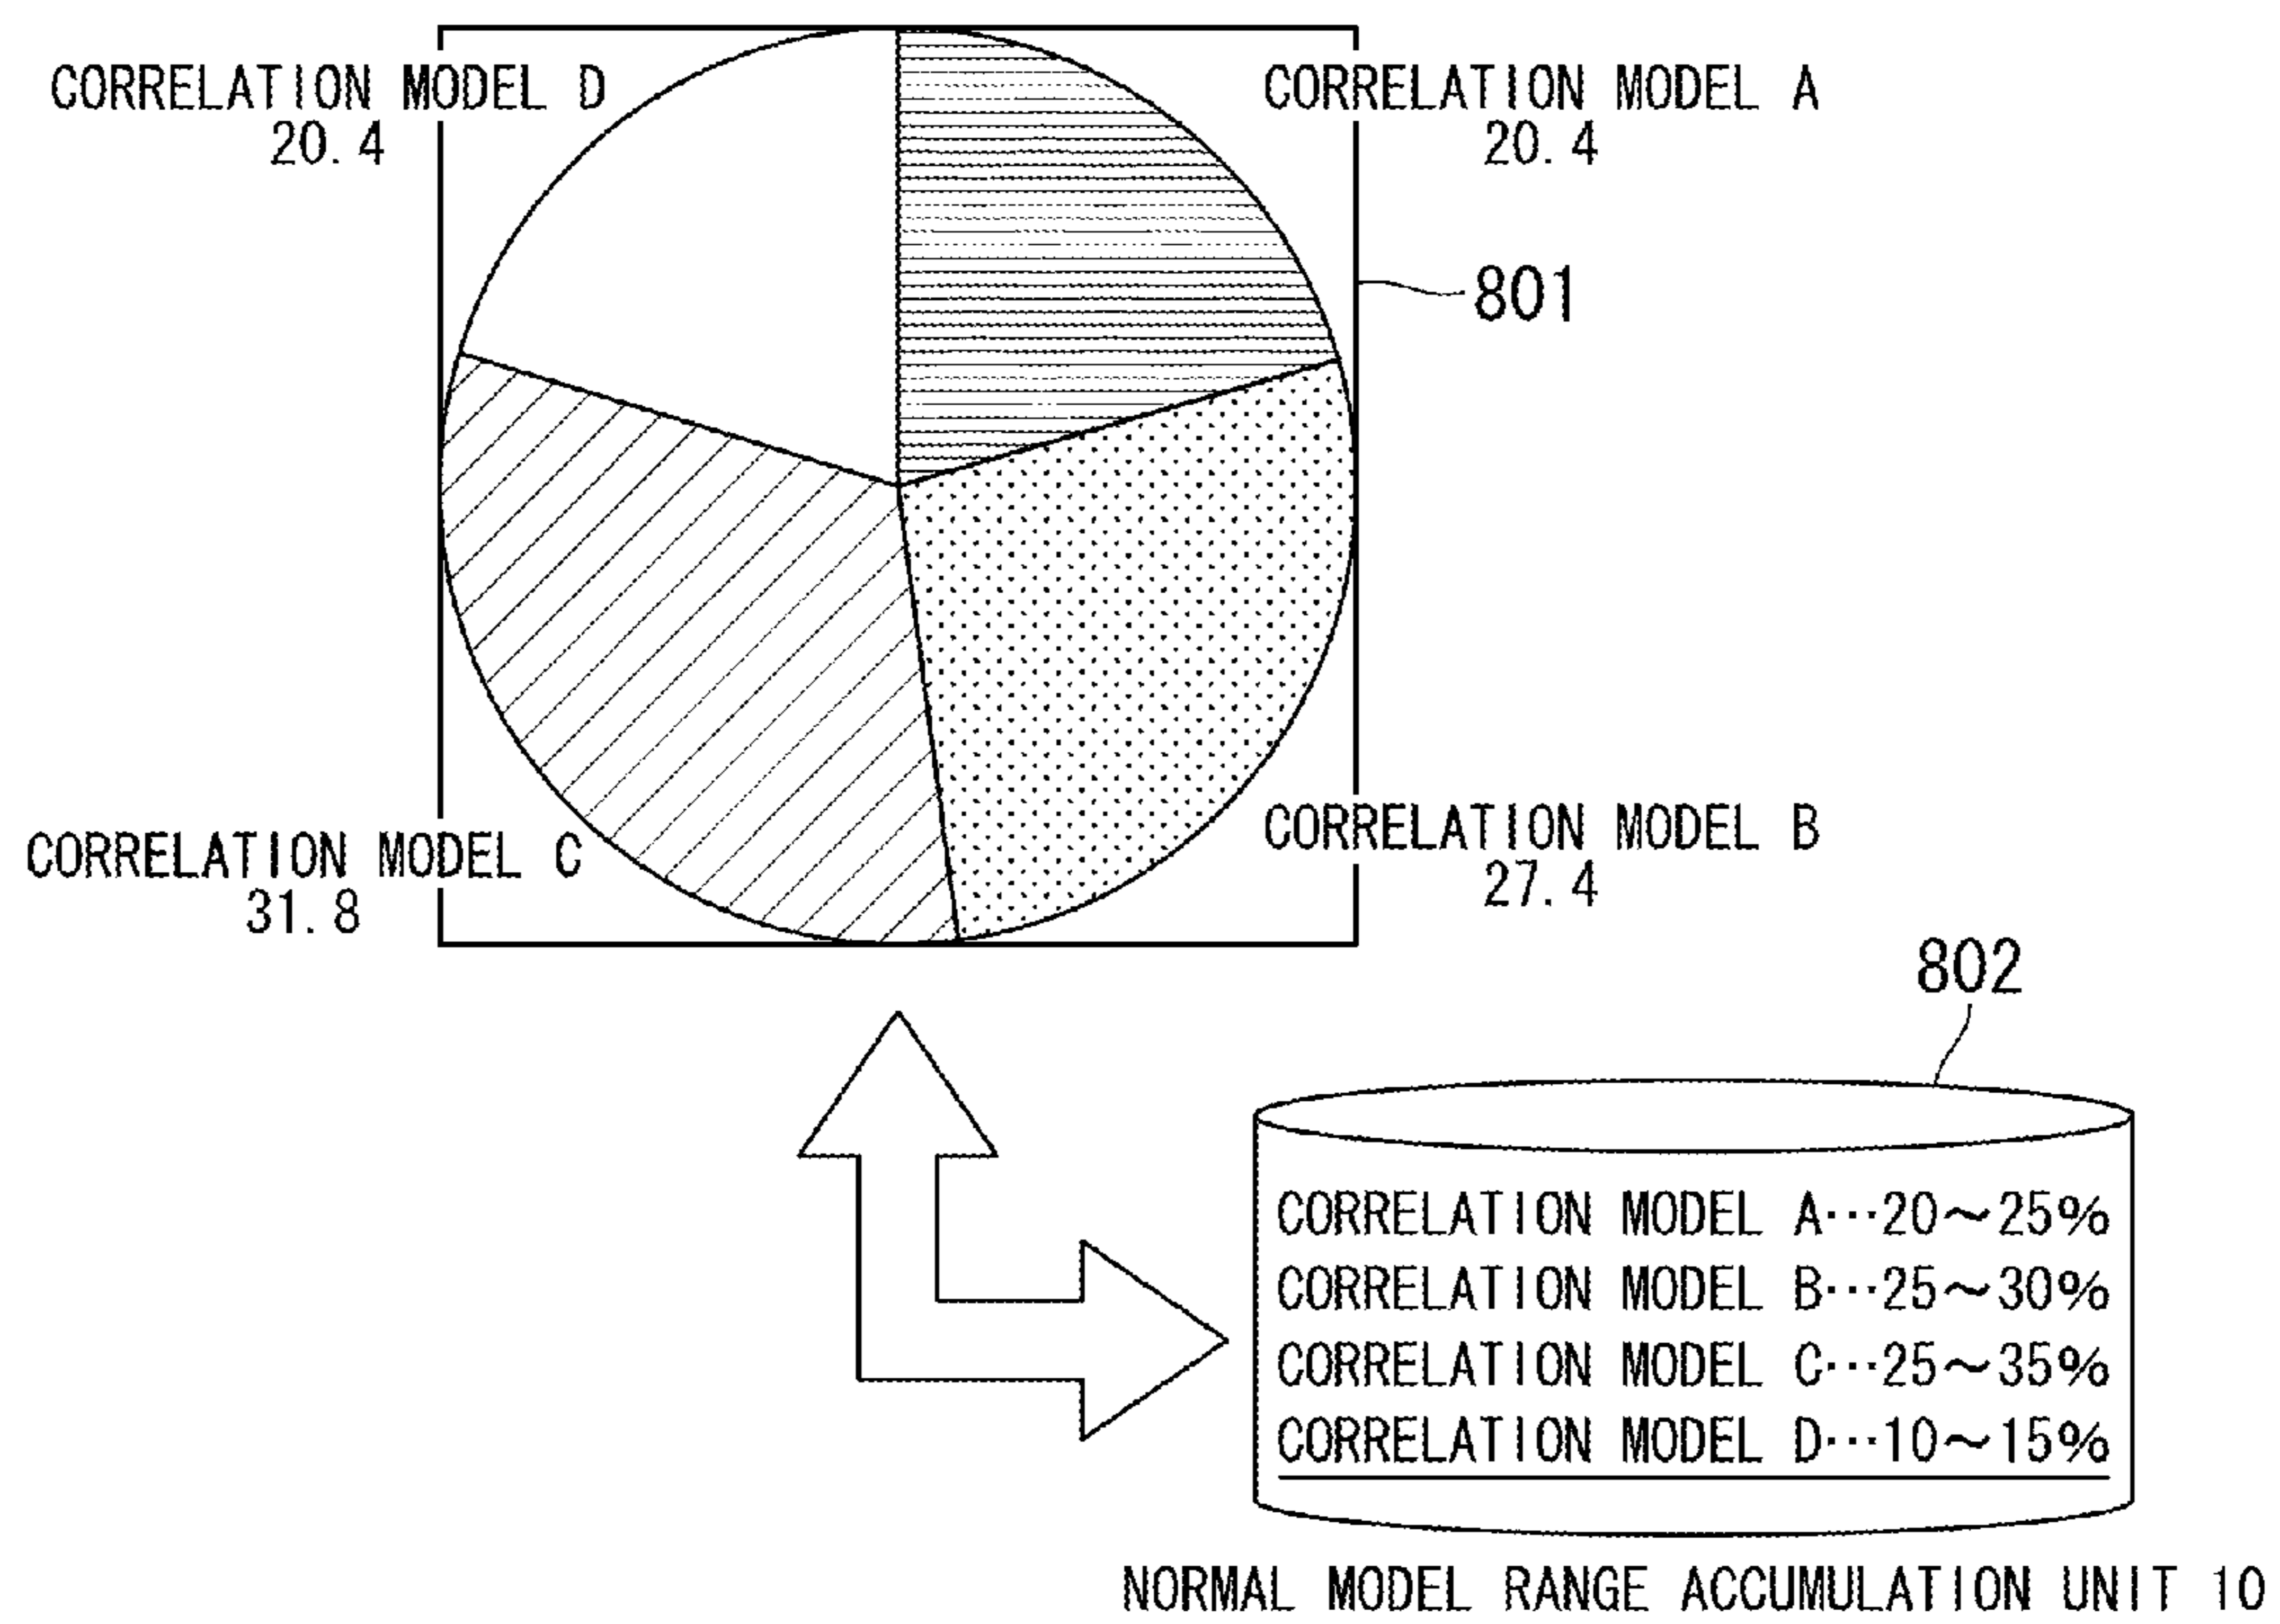 CORRELATION MODEL D
20.4
CORRELATION MODEL A
20.4
801
CORRELATION MODEL C
31.8
CORRELATION MODEL B
27.4
802
CORRELATION MODEL A···20~25%
CORRELATION MODEL B···25~30%
CORRELATION MODEL C···25~35%
CORRELATION MODEL D···10~15%
NORMAL MODEL RANGE ACCUMULATION UNIT 10